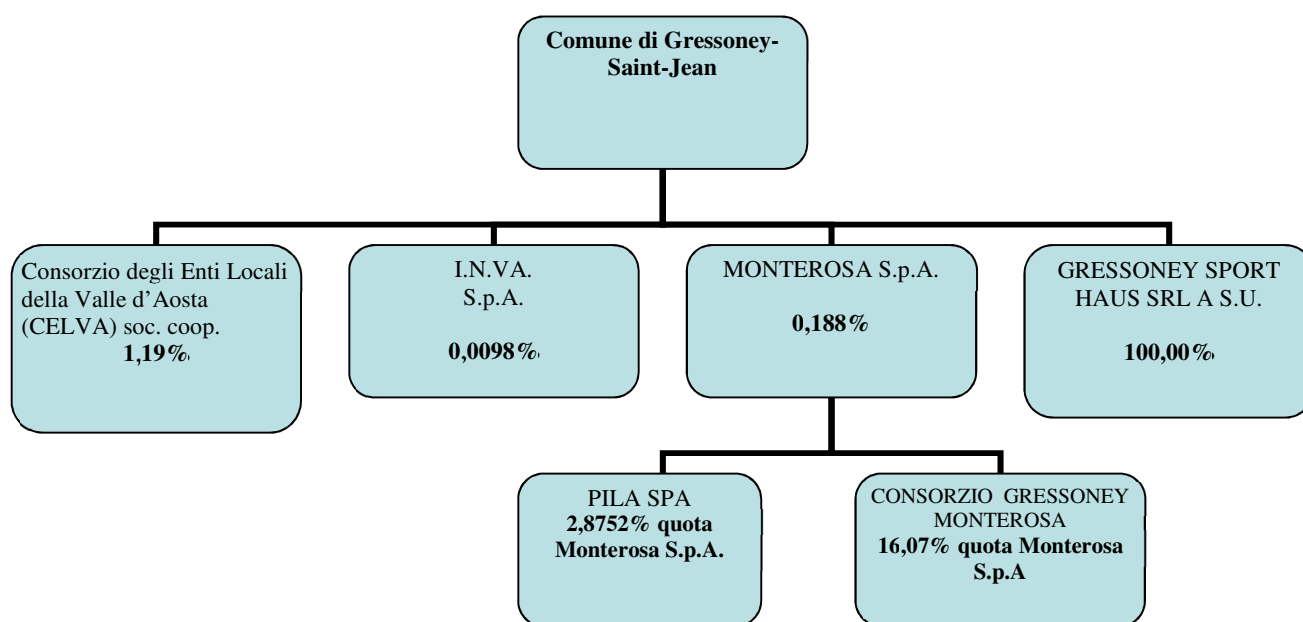 Comune di Gressoney-
Saint-Jean
Consorzio degli Enti Locali
della Valle d'Aosta
(CELVA) soc. coop.
1,19%
I.N.VA.
S.p.A.
0,0098%
MONTEROSA S.p.A.
0,188%
GRESSONEY SPORT
HAUS SRL A S.U.
100,00%
PILA SPA
2,8752% quota
Monterosa S.p.A.
CONSORZIO GRESSONEY
MONTEROSA
16,07% quota Monterosa
S.p.A